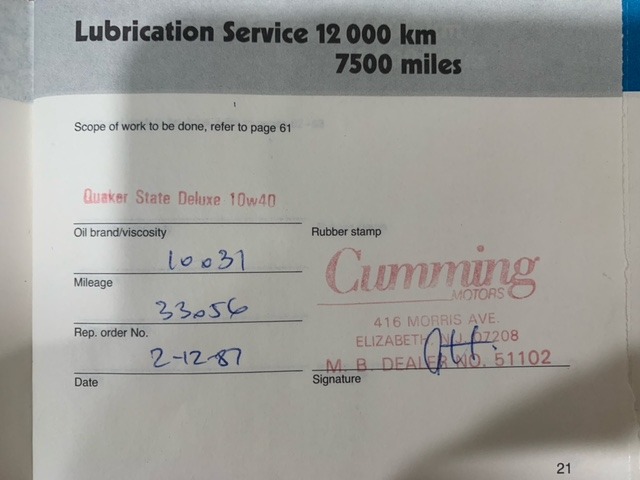 Lubrication Service 12 000 km
7500 miles
Scope of work to be done, refer to page 61
Quaker State Deluxe 10w40
Oil brand/viscosity
10031
Mileage
33056
Rep. order No.
2-12-87
Date
Rubber stamp
Cumming
MOTORS
416 MORRIS AVE.
ELIZABETH NJ 07208
M. B. DEALER NO. 51102
Signature
21